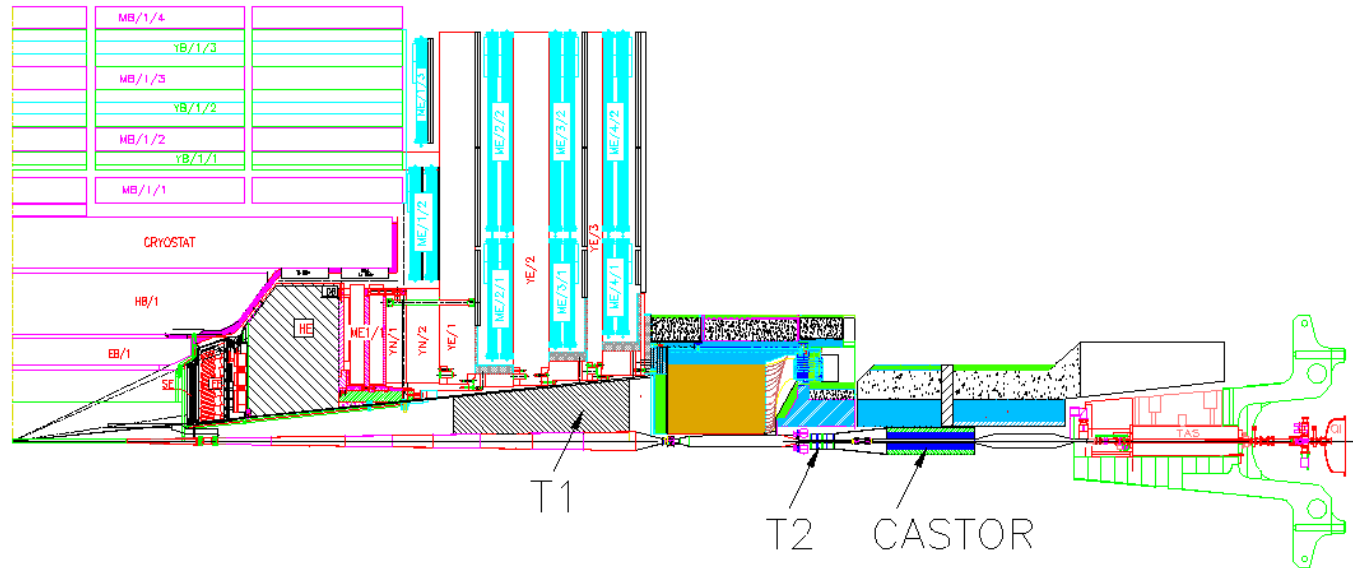 MB/1/4
YB/1/3
MB/1/3
YB/1/2
MB/1/2
YB/1/1
MB/1/1
CRYOSTAT
HB/1
EB/1
SE
EE
HE
ME1/1
YN/1
YN/2
YE/1
ME/1/3
ME/1/2
ME/2/2
ME/2/1
YE/2
ME/3/2
ME/3/1
YE/3
ME/4/2
ME/4/1
TAS
Q1
T1
T2
CASTOR